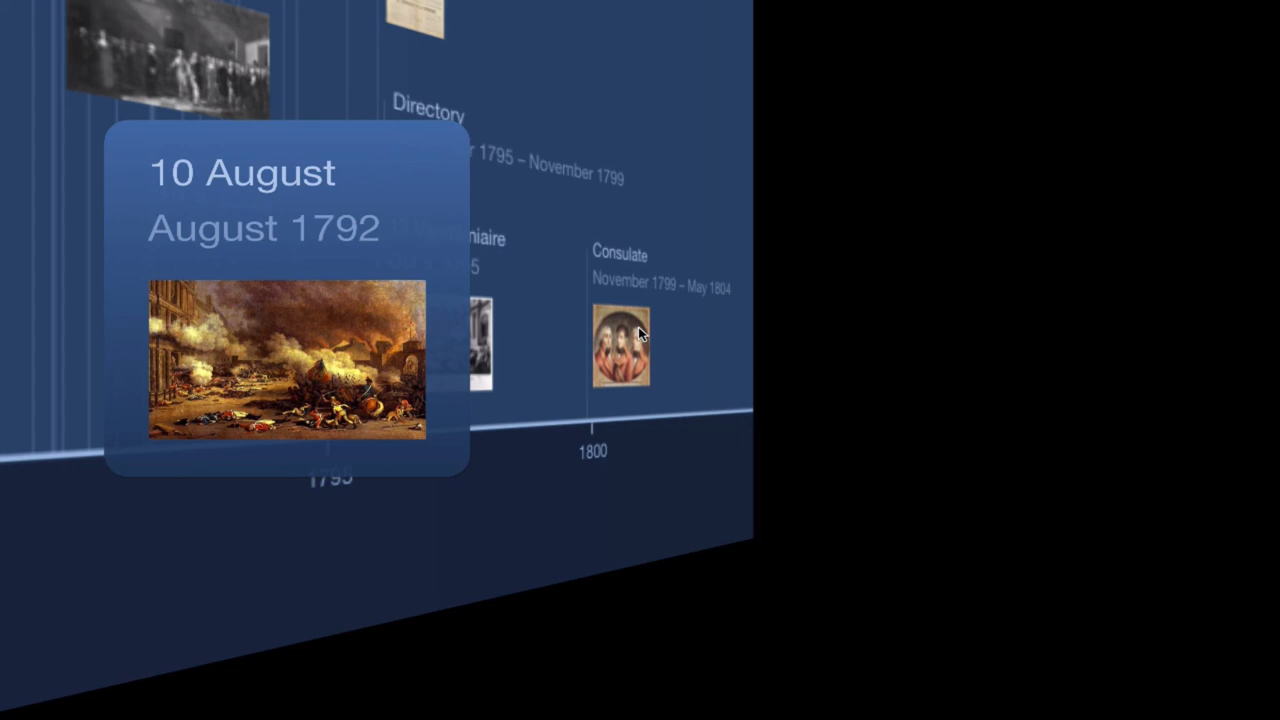 Directory
1795 – November 1799
10 August
August 1792
Consulate
November 1799 – May 1804
1800
1795